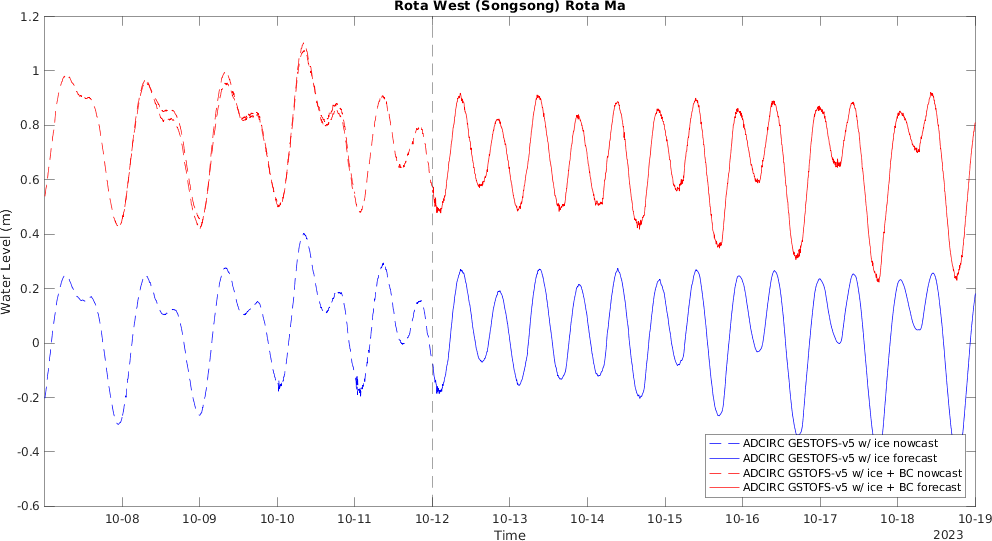 Rota West (Songsong) Rota Ma
1.2
1
0.8
0.6
0.4
0.2
0
-0.2
-0.4
-0.6
Water Level (m)
ADCIRC GESTOFS-v5 w/ ice nowcast
ADCIRC GESTOFS-v5 w/ ice forecast
ADCIRC GSTOFS-v5 w/ ice + BC nowcast
ADCIRC GSTOFS-v5 w/ ice + BC forecast
10-08 10-09 10-10 10-11 10-12 10-13 10-14 10-15 10-16 10-17 10-18 10-19
Time
2023